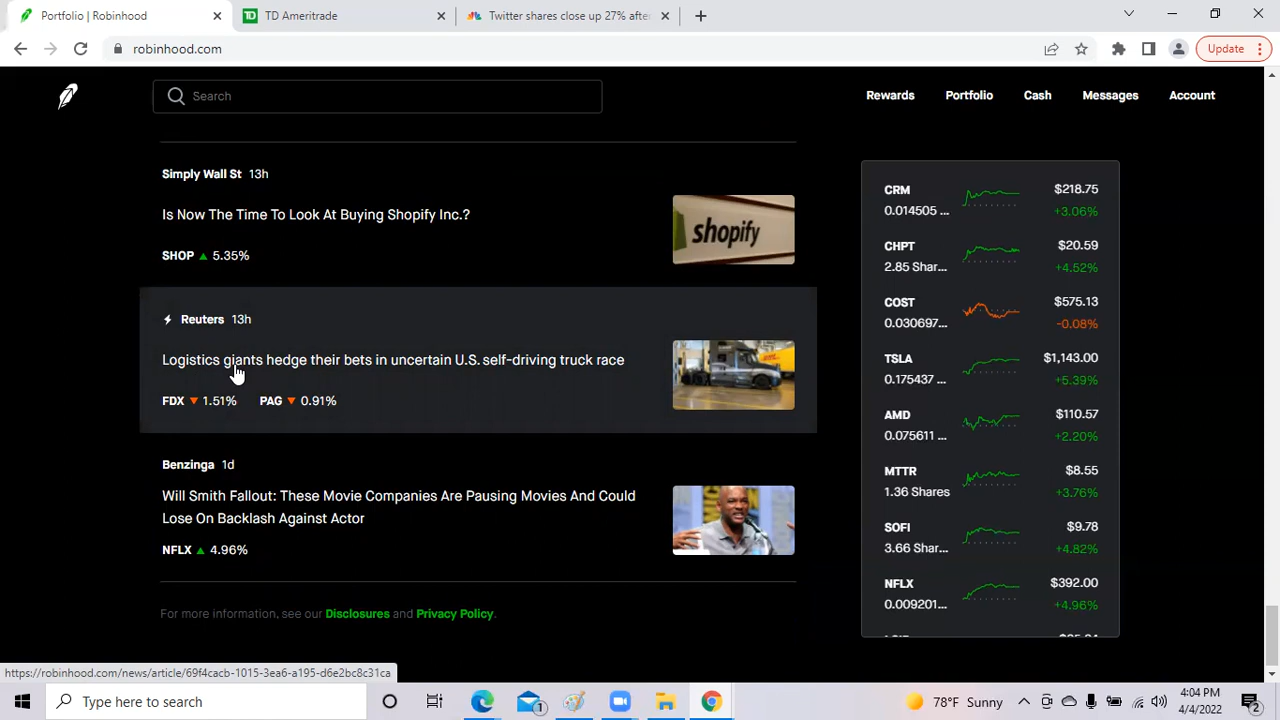 Portfolio | Robinhood
TD Ameritrade
Twitter shares close up 27% after
robinhood.com
Update
Search
Rewards
Portfolio
Cash
Messages
Account
Simply Wall St 13h
Is Now The Time To Look At Buying Shopify Inc.?
SHOP 5.35%
shopify
Reuters 13h
Logistics giants hedge their bets in uncertain U.S. self-driving truck race
FDX 1.51% PAG 0.91%
Benzinga 1d
Will Smith Fallout: These Movie Companies Are Pausing Movies And Could
Lose On Backlash Against Actor
NFLX 4.96%
For more information, see our Disclosures and Privacy Policy.
CRM $218.75
0.014505 ... +3.06%
CHPT $20.59
2.85 Shar... +4.52%
COST $575.13
0.030697... -0.08%
TSLA $1,143.00
0.175437 ... +5.39%
AMD $110.57
0.075611 ... +2.20%
MTTR $8.55
1.36 Shares +3.76%
SOFI $9.78
3.66 Shar... +4.82%
NFLX $392.00
0.009201... +4.96%
https://robinhood.com/news/article/69f4cacb-1015-3ea6-a195-d6e2bc8c31ca
Type here to search
1
78°F Sunny
4:04 PM
4/4/2022
2